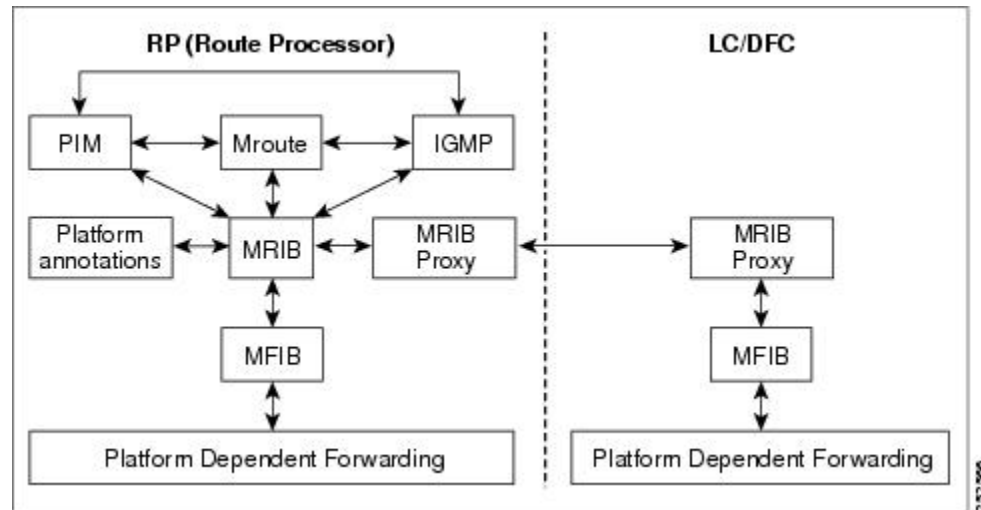 RP (Route Processor)
LC/DFC
PIM
Mroute
IGMP
Platform
annotations
MRIB
MRIB
Proxy
MRIB
Proxy
MFIB
MFIB
Platform Dependent Forwarding
Platform Dependent Forwarding